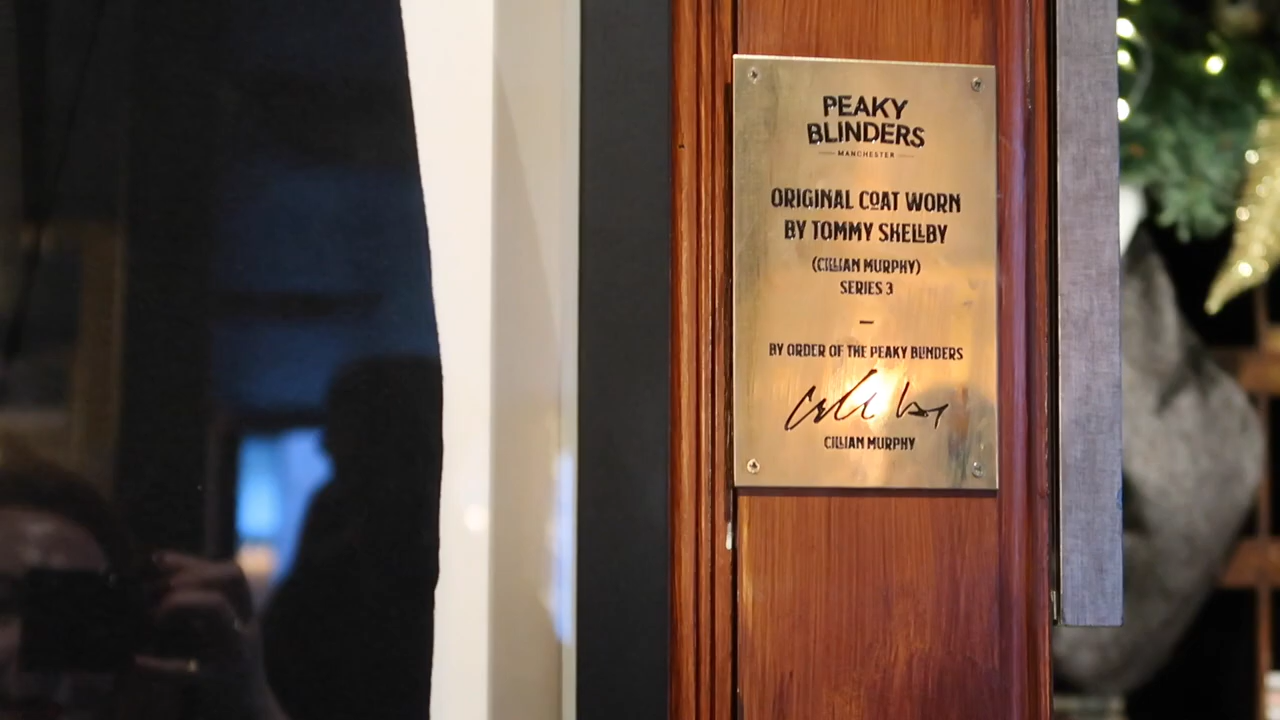 PEAKY
BLINDERS
MANCHESTER
ORIGINAL COAT WORN
BY TOMMY SHELLBY
(CILLIAN MURPHY)
SERIES 3
–
BY ORDER OF THE PEAKY BLINDERS
CILLIAN MURPHY